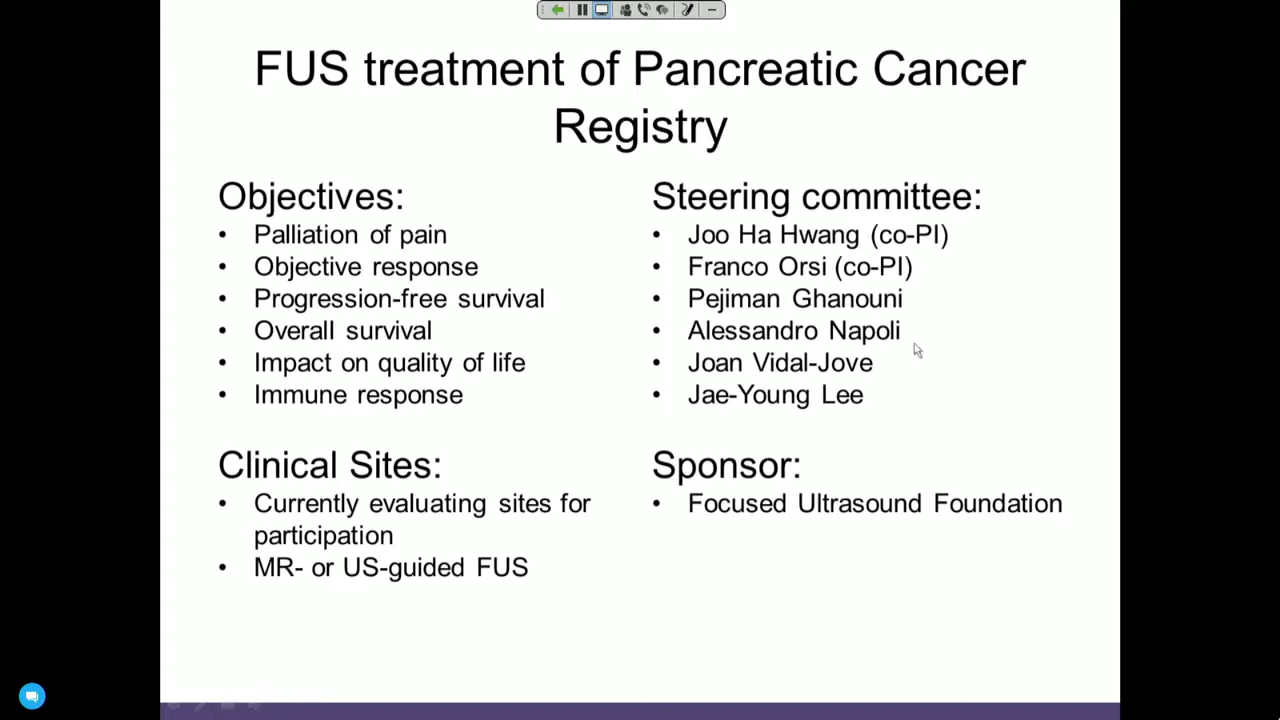 FUS treatment of Pancreatic Cancer
Registry
Objectives:
• Palliation of pain
• Objective response
• Progression-free survival
• Overall survival
• Impact on quality of life
• Immune response
Clinical Sites:
• Currently evaluating sites for
participation
• MR- or US-guided FUS
Steering committee:
• Joo Ha Hwang (co-PI)
• Franco Orsi (co-PI)
• Pejiman Ghanouni
• Alessandro Napoli
• Joan Vidal-Jove
• Jae-Young Lee
Sponsor:
• Focused Ultrasound Foundation